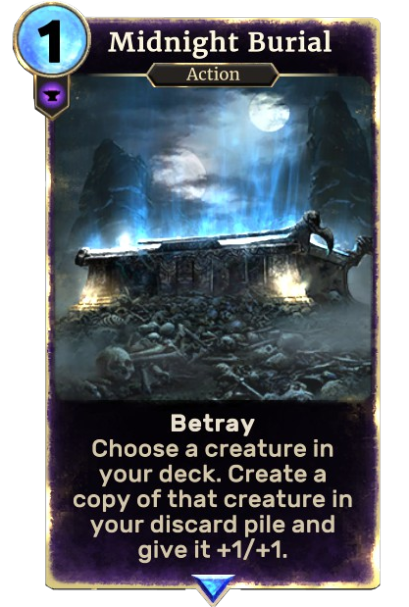 1
Midnight Burial
Action
Betray
Choose a creature in
your deck. Create a
copy of that creature in
your discard pile and
give it +1/+1.